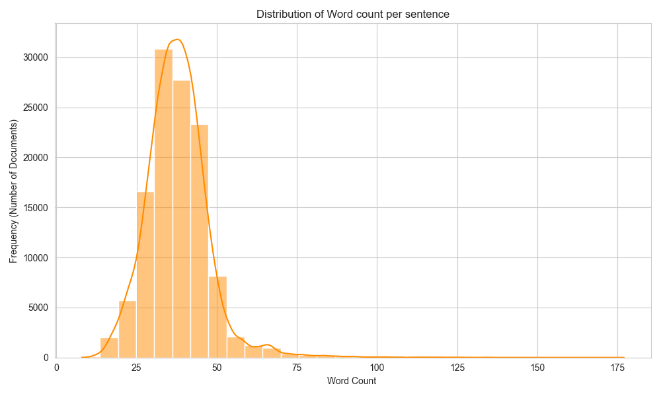 Distribution of Word count per sentence
Frequency (Number of Documents)
30000
25000
20000
15000
10000
5000
0
0 25 50 75 100 125 150 175
Word Count